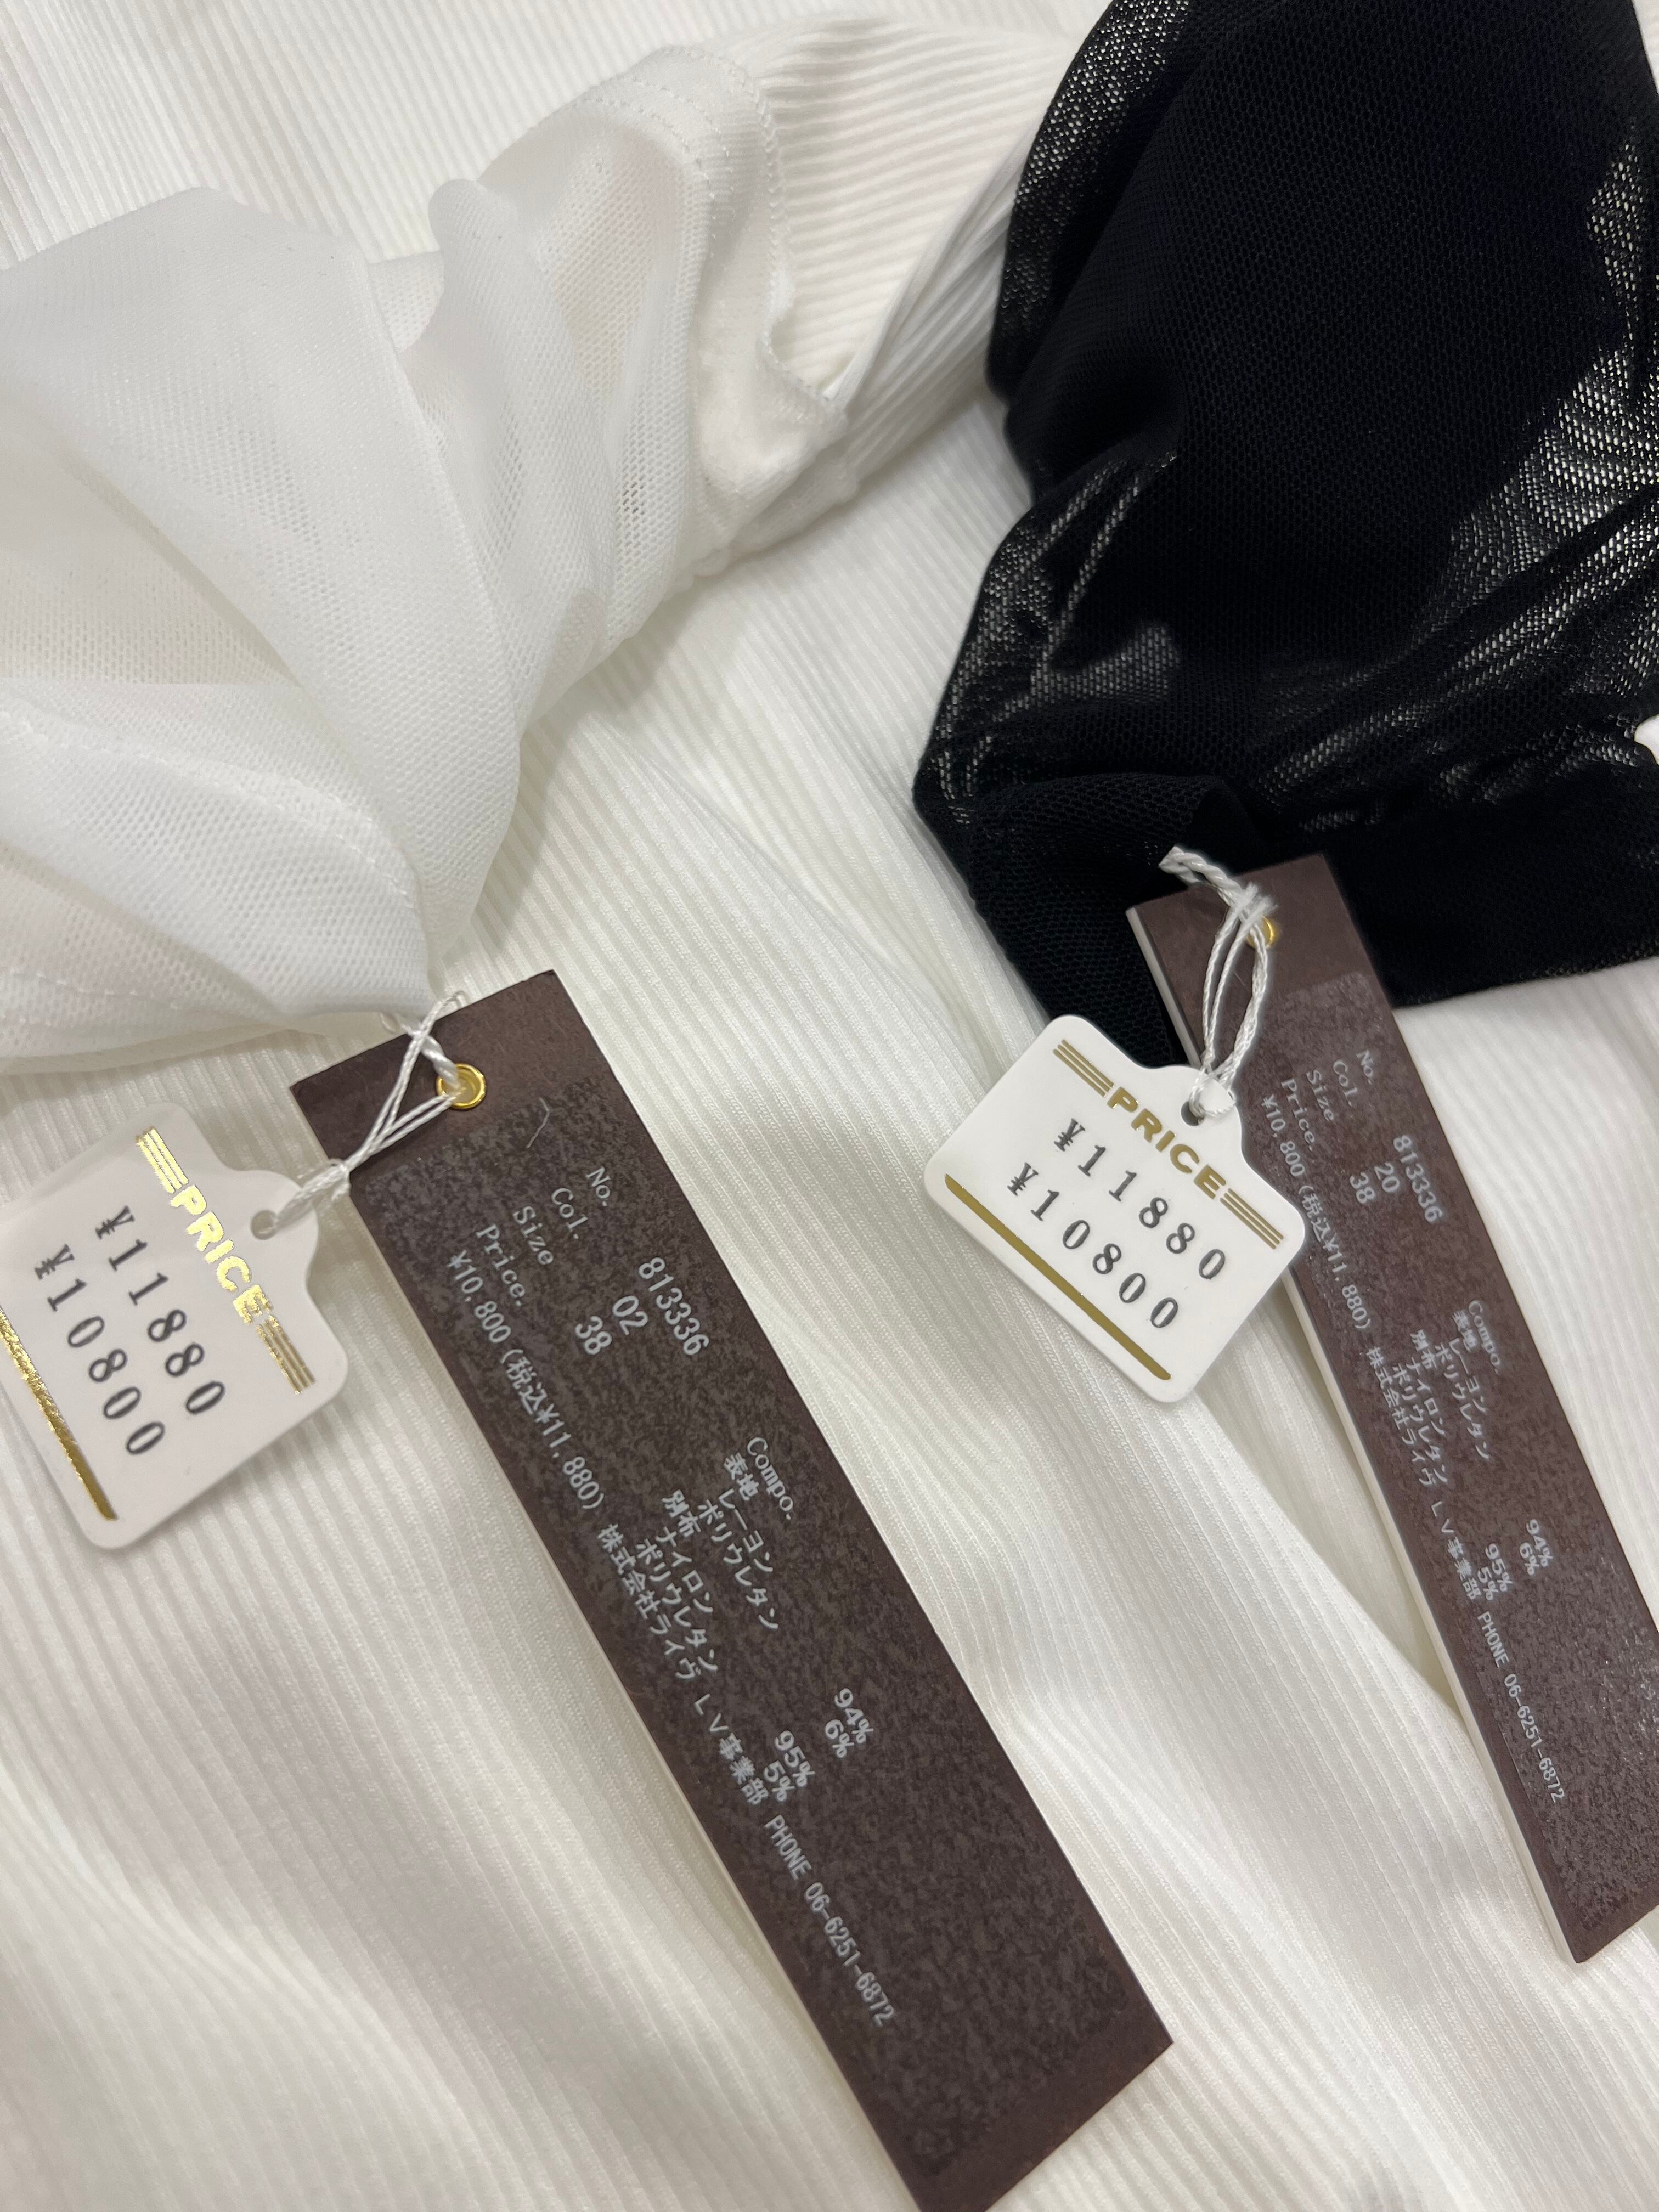 PRICE
¥11880
¥10800
No. 813336
Col. 02
Size 38
Price.
¥10,800(税込¥11,880)
Compo.
表地 レーヨン 94%
ポリウレタン 6%
別布 ナイロン 95%
ポリウレタン 5%
株式会社ライヴ LV事業部 PHONE 06-6251-6872
PRICE
¥11880
¥10800
No. 813336
Col. 20
Size 38
Price.
¥10,800(税込¥11,880)
Compo.
表地 レーヨン 94%
ポリウレタン 6%
別布 ナイロン 95%
ポリウレタン 5%
株式会社ライヴ LV事業部 PHONE 06-6251-6872